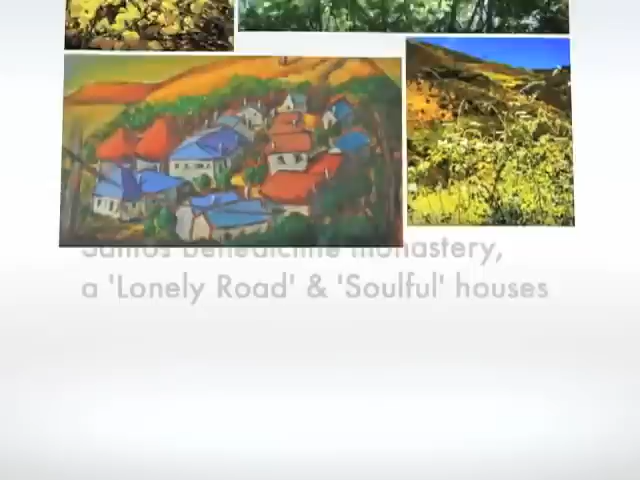 Benedictine monastery,
a 'Lonely Road' & 'Soulful' houses